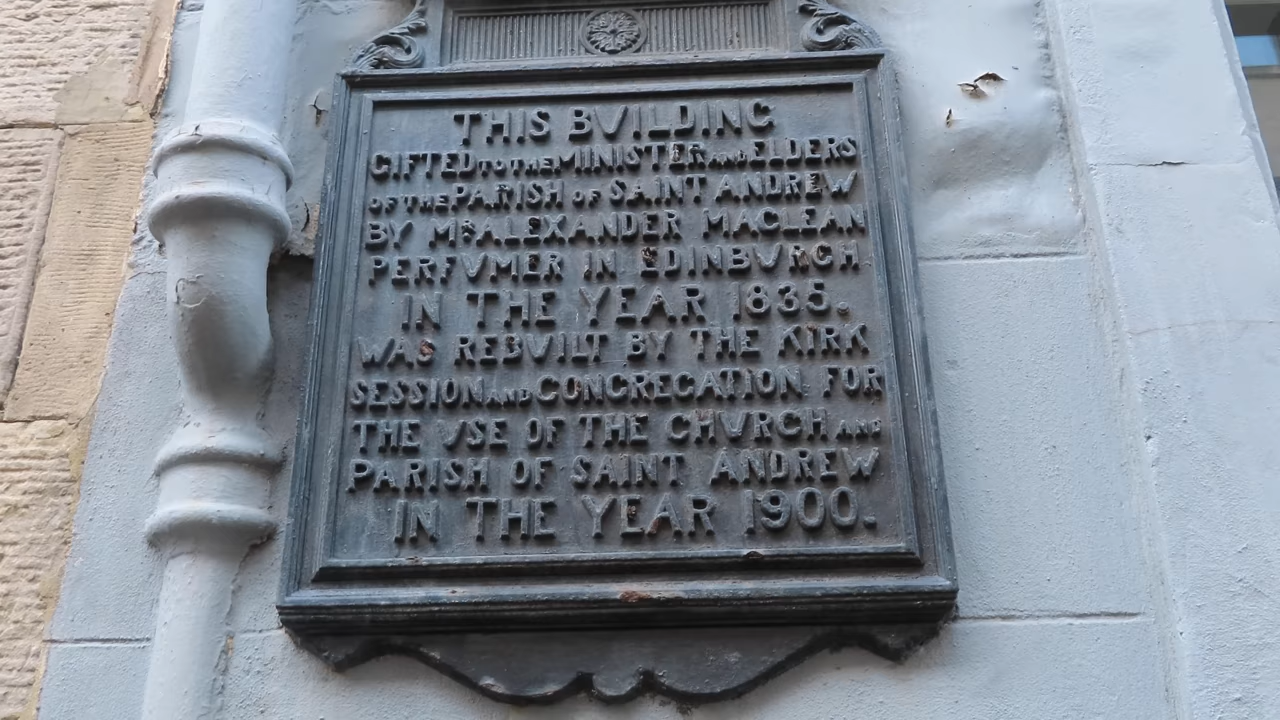 THIS BVILDING
GIFTED TO THE MINISTER AND ELDERS
OF THE PARISH OF SAINT ANDREW
BY MR ALEXANDER MACLEAN
PERFVMER IN EDINBVRGH
IN THE YEAR 1835.
WAS REBVILT BY THE KIRK
SESSION AND CONGREGATION FOR
THE VSE OF THE CHVRCH AND
PARISH OF SAINT ANDREW
IN THE YEAR 1900.